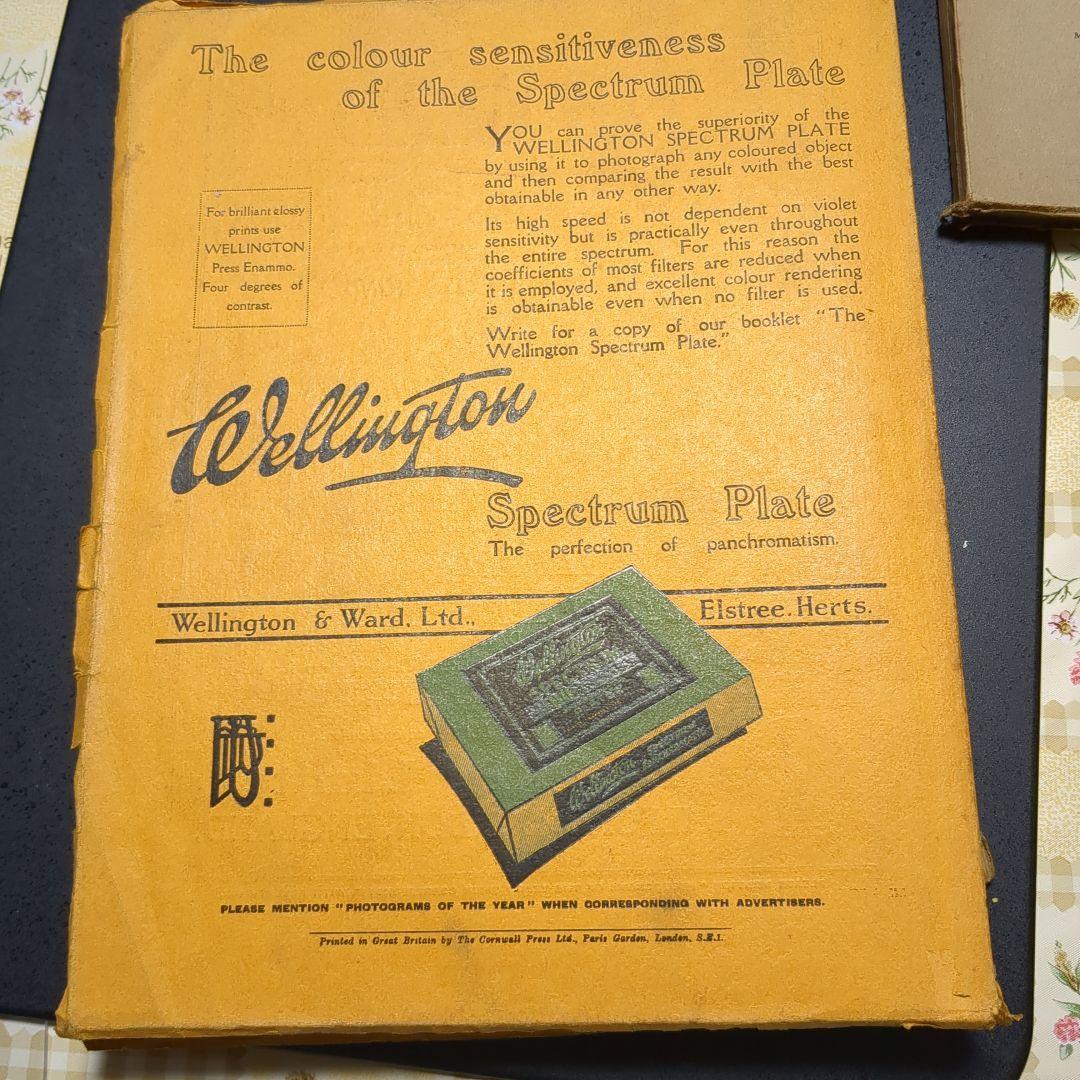 The colour sensitiveness
of the Spectrum Plate
YOU can prove the superiority of the
WELLINGTON SPECTRUM PLATE
by using it to photograph any coloured object
and then comparing the result with the best
obtainable in any other way.
Its high speed is not dependent on violet
sensitivity but is practically even throughout
the entire spectrum. For this reason the
coefficients of most filters are reduced when
it is employed, and excellent colour rendering
is obtainable even when no filter is used.
Write for a copy of our booklet "The
Wellington Spectrum Plate."
For brilliant glossy
prints use
WELLINGTON
Press Enammo.
Four degrees of
contrast.
Wellington
Spectrum Plate
The perfection of panchromatism.
Wellington & Ward, Ltd., Elstree. Herts.
Wellington
Wellington
PLEASE MENTION "PHOTOGRAMS OF THE YEAR" WHEN CORRESPONDING WITH ADVERTISERS.
Printed in Great Britain by The Cornwall Press Ltd., Paris Garden, London, S.E.1.